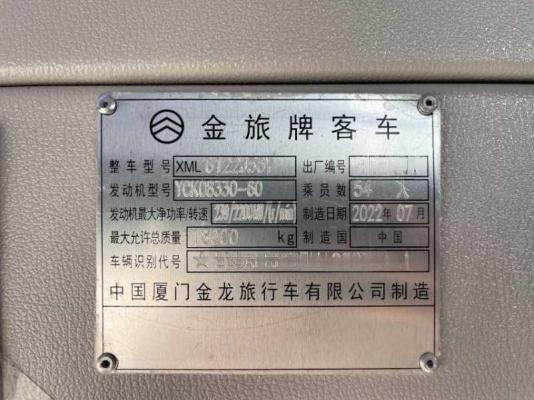 金旅牌客车
整车型号 XML 出厂编号
发动机型号 YCK08330-60 乘员数 54 人
发动机最大净功率/转速 制造日期 2022年07月
最大允许总质量 kg 制造国 中国
车辆识别代号
中国厦门金龙旅行车有限公司制造